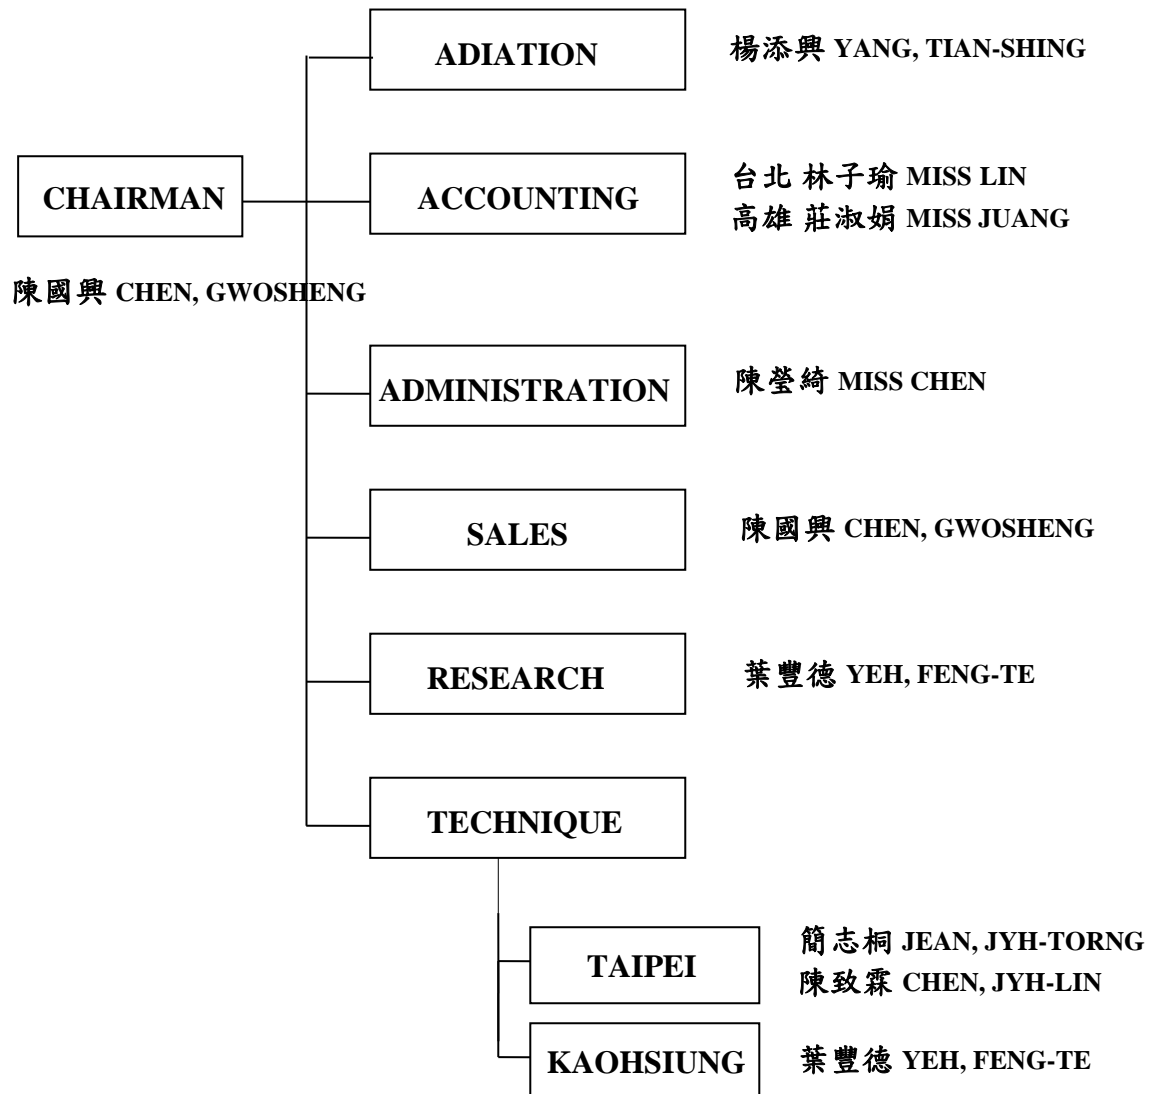 ADIATION 楊添興 YANG, TIAN-SHING
CHAIRMAN
陳國興 CHEN, GWOSHENG
ACCOUNTING
台北 林子瑜 MISS LIN
高雄 莊淑娟 MISS JUANG
ADMINISTRATION 陳瑩綺 MISS CHEN
SALES 陳國興 CHEN, GWOSHENG
RESEARCH 葉豐德 YEH, FENG-TE
TECHNIQUE
TAIPEI
簡志桐 JEAN, JYH-TORNG
陳致霖 CHEN, JYH-LIN
KAOHSIUNG 葉豐德 YEH, FENG-TE